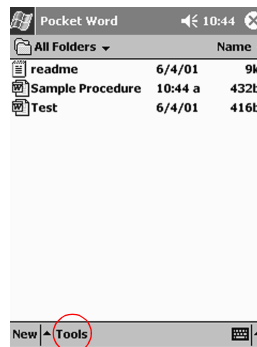 Pocket Word 10:44
All Folders Name
readme 6/4/01 9k
Sample Procedure 10:44 a 432b
Test 6/4/01 416b
New Tools